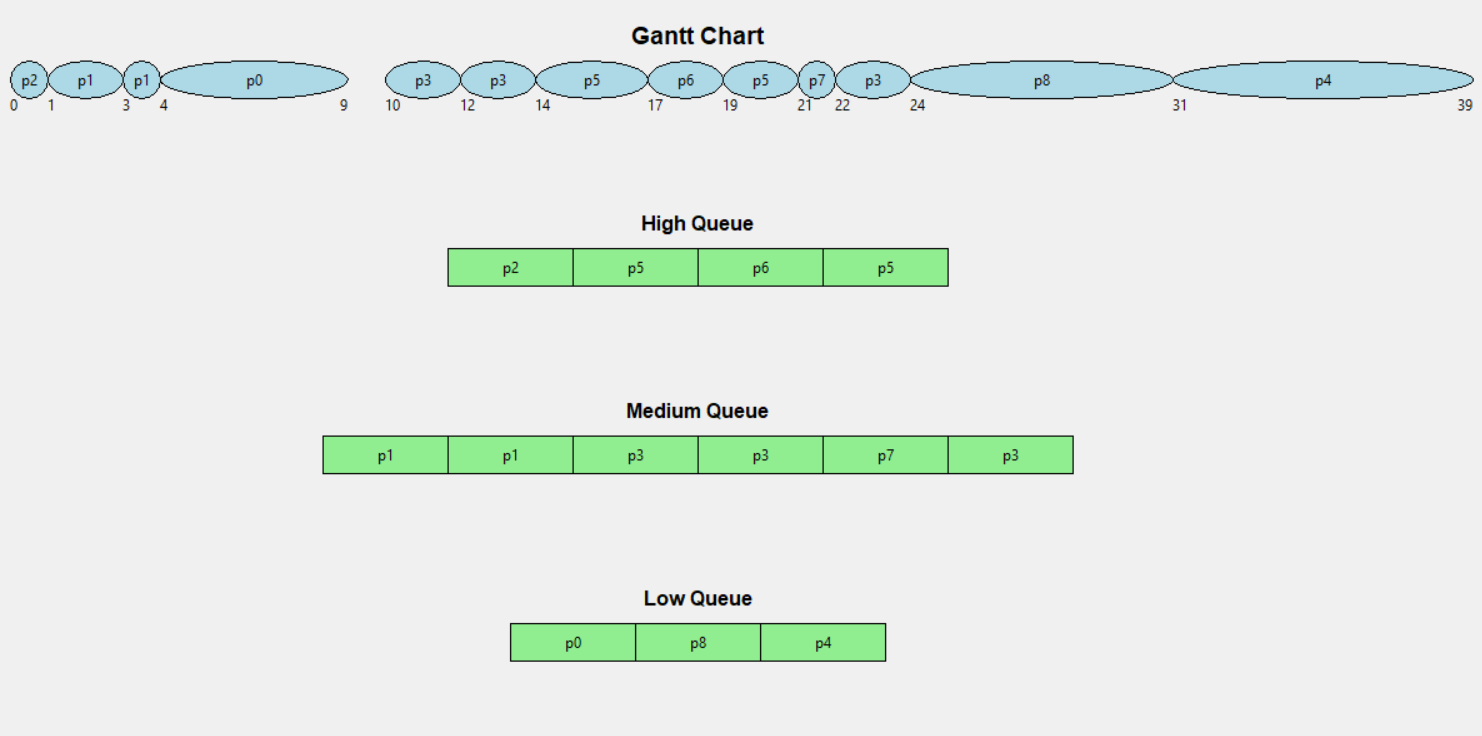 Gantt Chart
p2 p1 p1 p0 p3 p3 p5 p6 p5 p7 p3 p8 p4
0 1 3 4 9 10 12 14 17 19 21 22 24 31 39
High Queue
p2 p5 p6 p5
Medium Queue
p1 p1 p3 p3 p7 p3
Low Queue
p0 p8 p4